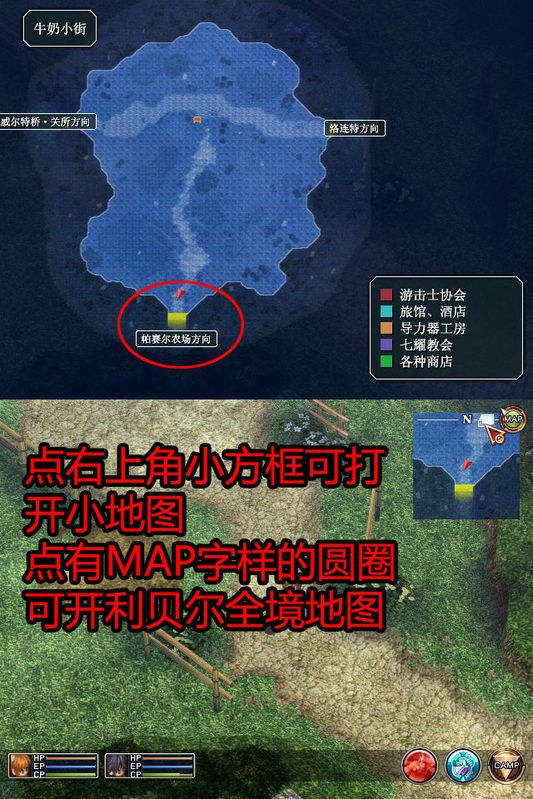 牛奶小街
威尔特桥·关所方向
洛连特方向
帕赛尔农场方向
游击士协会
旅馆、酒店
导力器工房
七耀教会
各种商店
N
MAP
点右上角小方框可打
开小地图
点有MAP字样的圆圈
可开利贝尔全境地图
HP
EP
CP
HP
EP
CP
CAMP